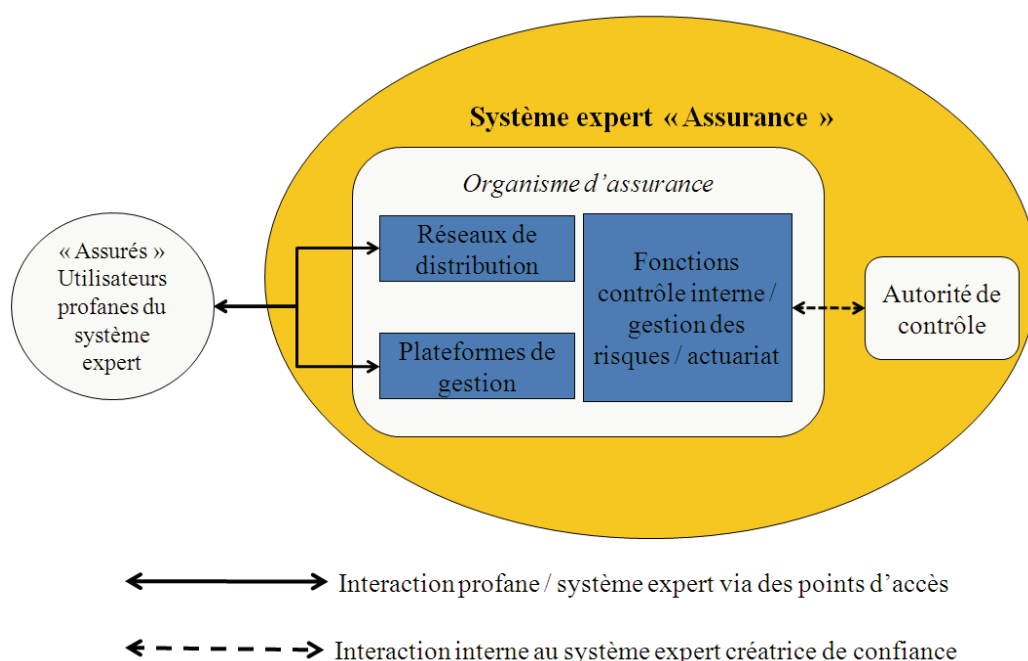 Système expert « Assurance »
Organisme d’assurance
« Assurés »
Utilisateurs
profanes du
système
expert
Réseaux de
distribution
Plateformes de
gestion
Fonctions
contrôle interne /
gestion des
risques / actuariat
Autorité de
contrôle
Interaction profane / système expert via des points d’accès
Interaction interne au système expert créatrice de confiance